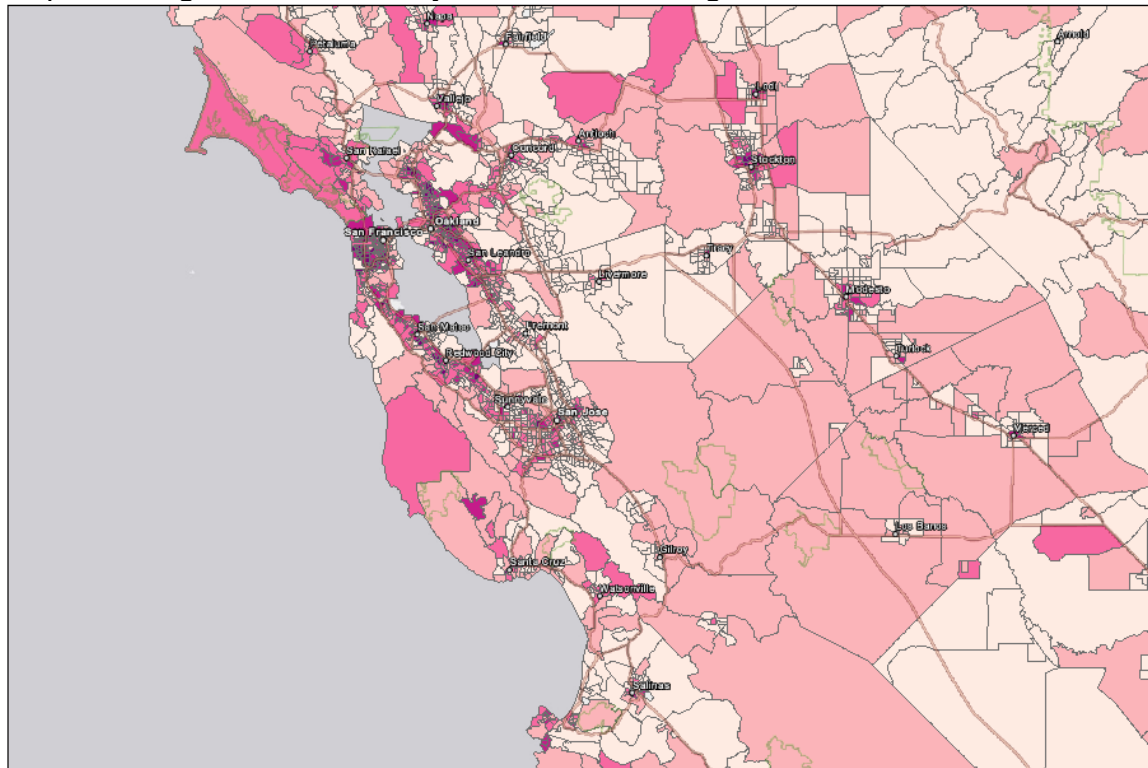 Napa
Arnold
Petaluma
Fairfield
Lodi
Vallejo
Antioch
San Rafael
Concord
Stockton
Oakland
San Francisco
San Leandro
Tracy
Livermore
Modesto
San Mateo
Fremont
Turlock
Redwood City
Sunnyvale
San Jose
Merced
Los Banos
Gilroy
Santa Cruz
Watsonville
Salinas